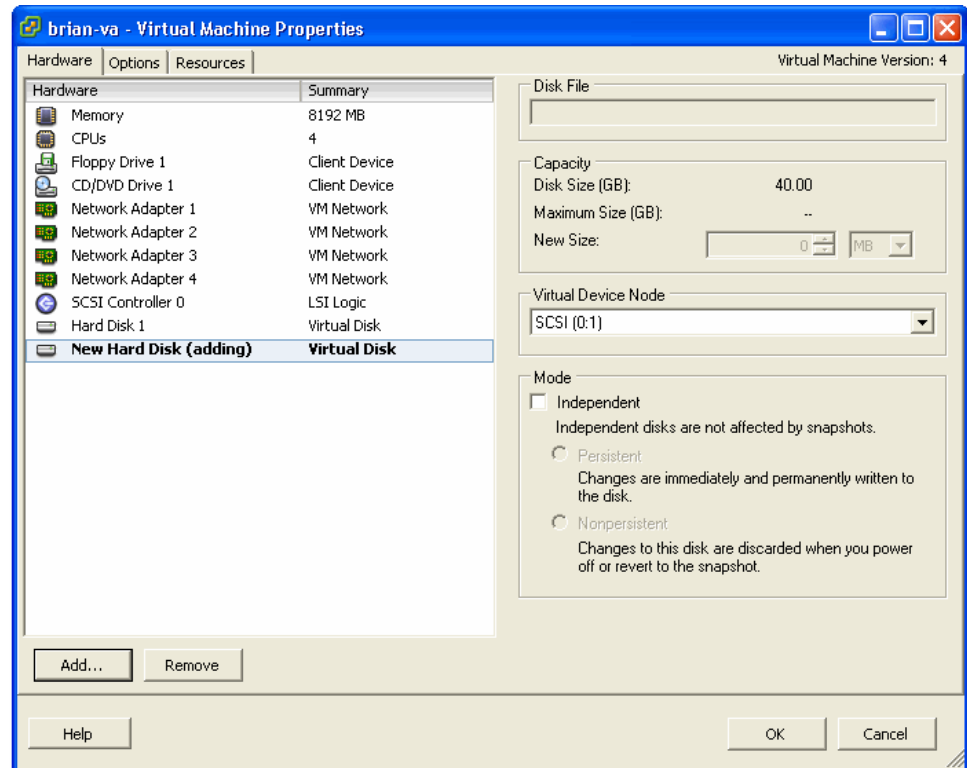 brian-va - Virtual Machine Properties
Hardware Options Resources Virtual Machine Version: 4
Hardware Summary
Memory 8192 MB
CPUs 4
Floppy Drive 1 Client Device
CD/DVD Drive 1 Client Device
Network Adapter 1 VM Network
Network Adapter 2 VM Network
Network Adapter 3 VM Network
Network Adapter 4 VM Network
SCSI Controller 0 LSI Logic
Hard Disk 1 Virtual Disk
New Hard Disk (adding) Virtual Disk
Add... Remove
Disk File
Capacity
Disk Size (GB): 40.00
Maximum Size (GB): --
New Size: 0 MB
Virtual Device Node
SCSI (0:1)
Mode
Independent
Independent disks are not affected by snapshots.
Persistent
Changes are immediately and permanently written to
the disk.
Nonpersistent
Changes to this disk are discarded when you power
off or revert to the snapshot.
Help OK Cancel